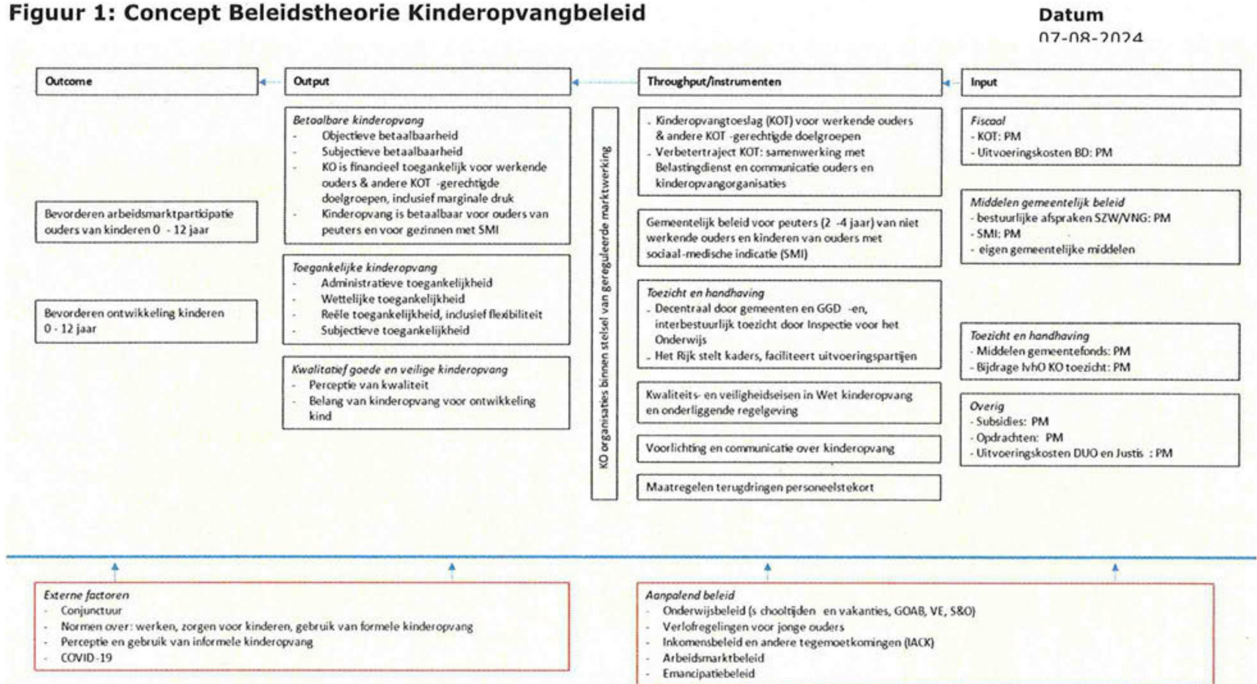 Figuur 1: Concept Beleidstheorie Kinderopvangbeleid
Datum
07-08-2024
Outcome
Output
Throughput/Instrumenten
Input
Bevorderen arbeidsmarktparticipatie
ouders van kinderen 0 - 12 jaar
Bevorderen ontwikkeling kinderen
0 - 12 jaar
Betaalbare kinderopvang
- Objectieve betaalbaarheid
- Subjectieve betaalbaarheid
- KO is financieel toegankelijk voor werkende
ouders & andere KOT -gerechtigde
doelgroepen, inclusief marginale druk
- Kinderopvang is betaalbaar voor ouders van
peuters en voor gezinnen met SMI
Toegankelijke kinderopvang
- Administratieve toegankelijkheid
- Wettelijke toegankelijkheid
- Reële toegankelijkheid, inclusief flexibiliteit
- Subjectieve toegankelijkheid
Kwalitatief goede en veilige kinderopvang
- Perceptie van kwaliteit
- Belang van kinderopvang voor ontwikkeling
kind
KO organisaties binnen stelsel van gereguleerde marktwerking
- Kinderopvangtoeslag (KOT) voor werkende ouders
& andere KOT -gerechtigde doelgroepen
- Verbetertraject KOT: samenwerking met
Belastingdienst en communicatie ouders en
kinderopvangorganisaties
Gemeentelijk beleid voor peuters (2 -4 jaar) van niet
werkende ouders en kinderen van ouders met
sociaal-medische indicatie (SMI)
Toezicht en handhaving
- Decentraal door gemeenten en GGD -en,
interbestuurlijk toezicht door Inspectie voor het
Onderwijs
- Het Rijk stelt kaders, faciliteert uitvoeringspartijen
Kwaliteits- en veiligheidseisen in Wet kinderopvang
en onderliggende regelgeving
Voorlichting en communicatie over kinderopvang
Maatregelen terugdringen personeelstekort
Fiscaal
- KOT: PM
- Uitvoeringskosten BD: PM
Middelen gemeentelijk beleid
- bestuurlijke afspraken SZW/VNG: PM
- SMI: PM
- eigen gemeentelijke middelen
Toezicht en handhaving
- Middelen gemeentefonds: PM
- Bijdrage IvhO KO toezicht: PM
Overig
- Subsidies: PM
- Opdrachten: PM
- Uitvoeringskosten DUO en Justis : PM
Externe factoren
- Conjunctuur
- Normen over: werken, zorgen voor kinderen, gebruik van formele kinderopvang
- Perceptie en gebruik van informele kinderopvang
- COVID-19
Aanpalend beleid
- Onderwijsbeleid (s chooltijden en vakanties, GOAB, VE, S&O)
- Verlofregelingen voor jonge ouders
- Inkomensbeleid en andere tegemoetkomingen (IACK)
- Arbeidsmarktbeleid
- Emancipatiebeleid